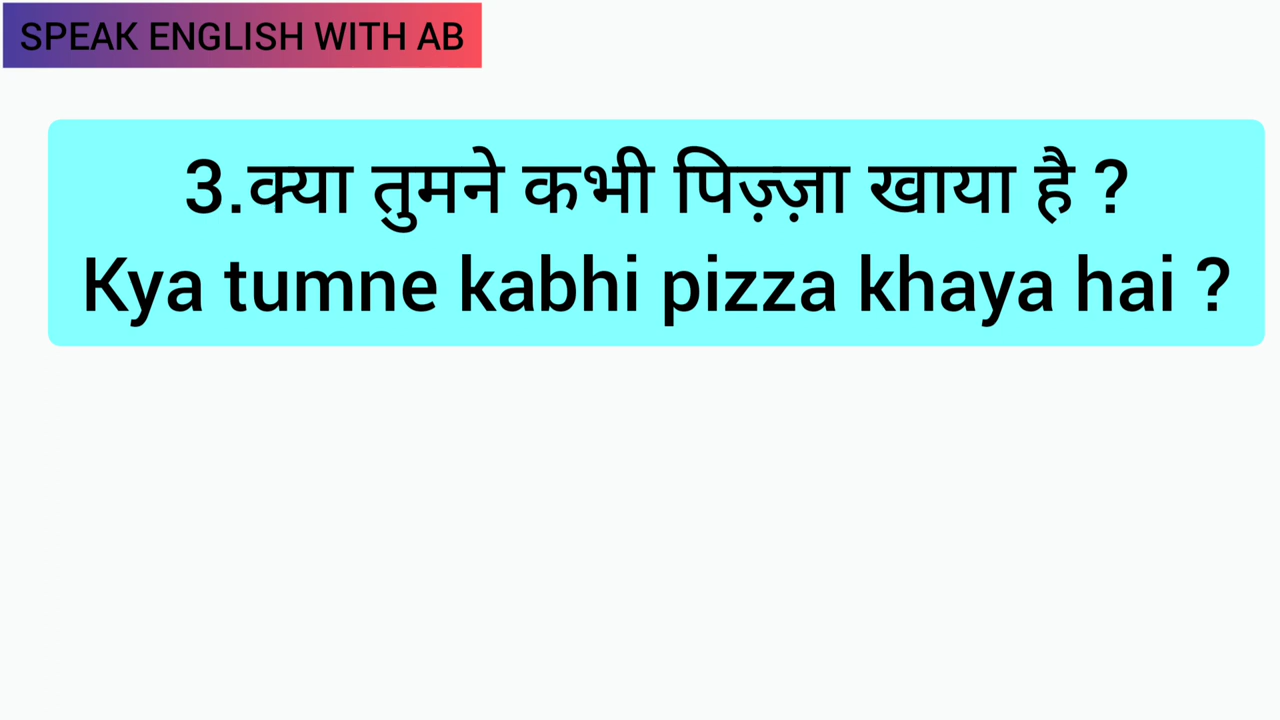 SPEAK ENGLISH WITH AB
3.क्या तुमने कभी पिज़्ज़ा खाया है ?
Kya tumne kabhi pizza khaya hai ?